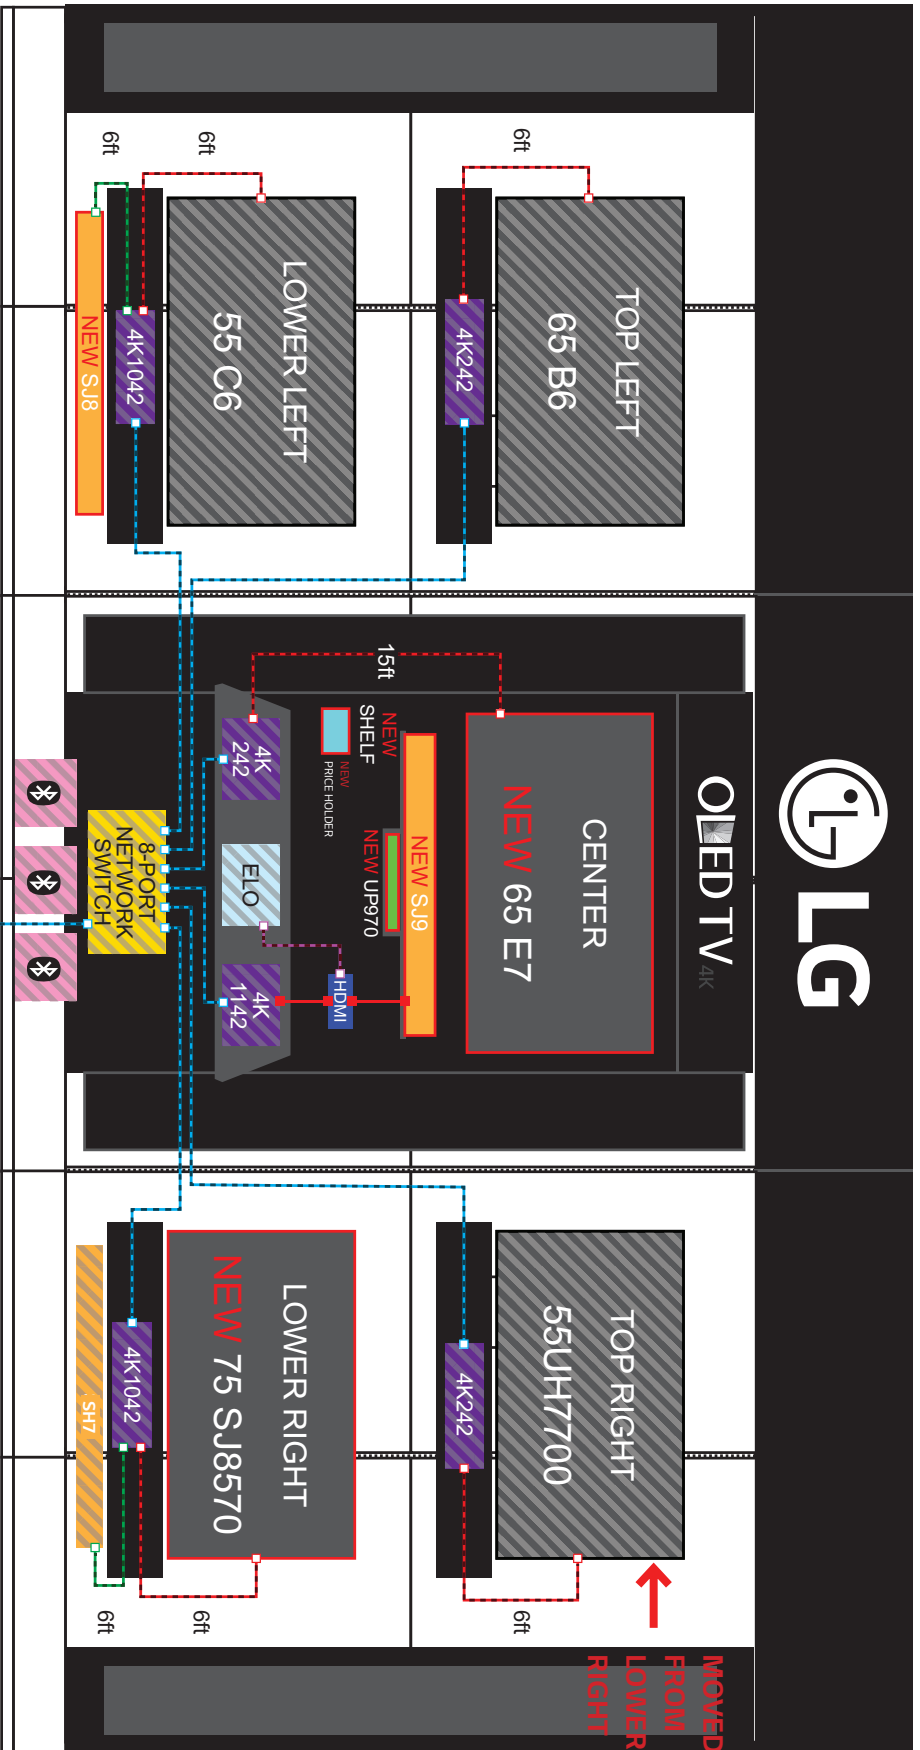 LG
OLED TV 4K
TOP LEFT
65 B6
6ft
4K242
LOWER LEFT
55 C6
6ft
6ft
4K1042
NEW SJ8
CENTER
NEW 65 E7
15ft
NEW SJ9
NEW UP970
NEW
SHELF
NEW
PRICE HOLDER
HDMI
4K
242
ELO
4K
1142
8-PORT
NETWORK
SWITCH
MOVED
FROM
LOWER
RIGHT
TOP RIGHT
55UH7700
6ft
4K242
LOWER RIGHT
NEW 75 SJ8570
6ft
6ft
4K1042
SH7